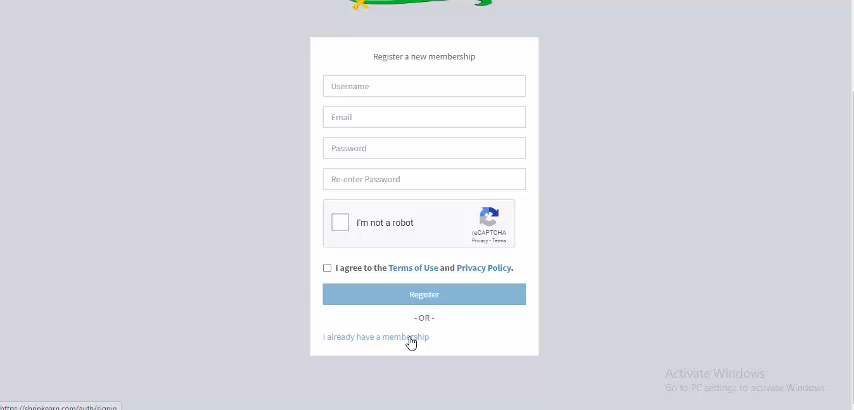 Register a new membership
Username
Email
Password
Re-enter Password
I'm not a robot
reCAPTCHA
Privacy - Terms
I agree to the Terms of Use and Privacy Policy.
Register
- OR -
I already have a membership
Activate Windows
Go to PC settings to activate Windows.